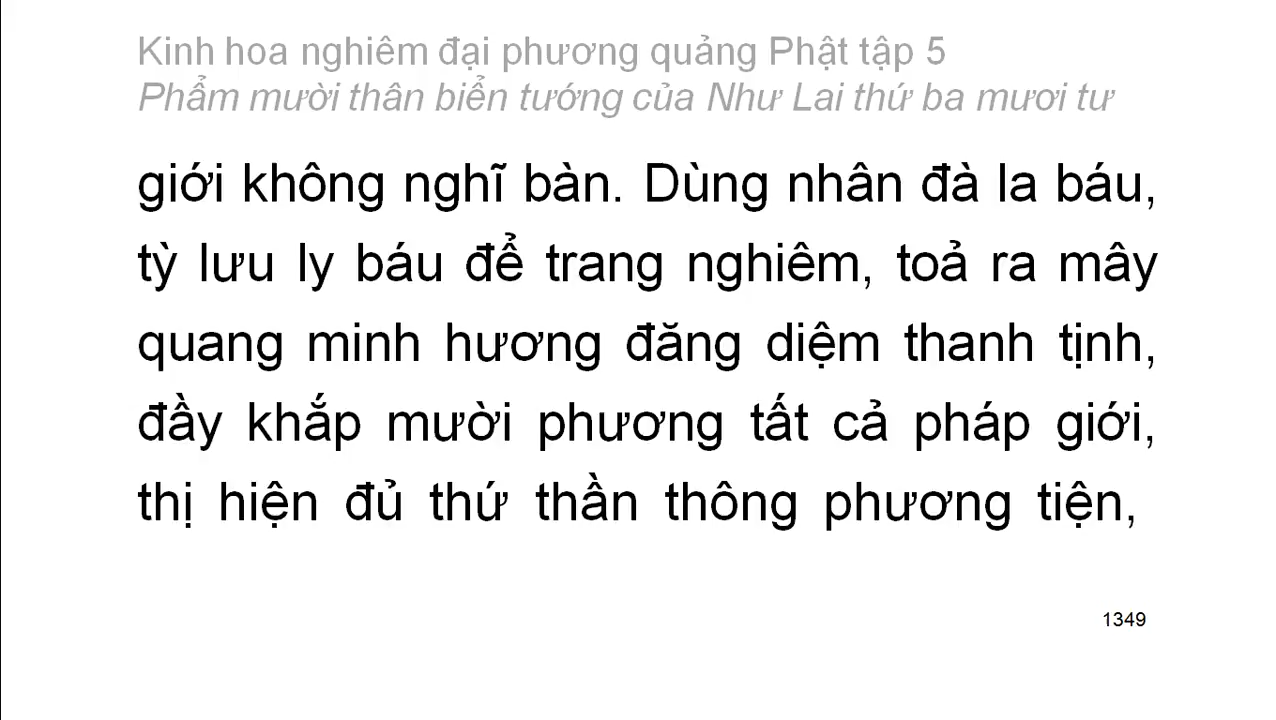 Kinh hoa nghiêm đại phương quảng Phật tập 5
Phẩm mười thân biển tướng của Như Lai thứ ba mươi tư
giới không nghĩ bàn. Dùng nhân đà la báu,
tỳ lưu ly báu để trang nghiêm, toả ra mây
quang minh hương đăng diệm thanh tịnh,
đầy khắp mười phương tất cả pháp giới,
thị hiện đủ thứ thần thông phương tiện,
1349